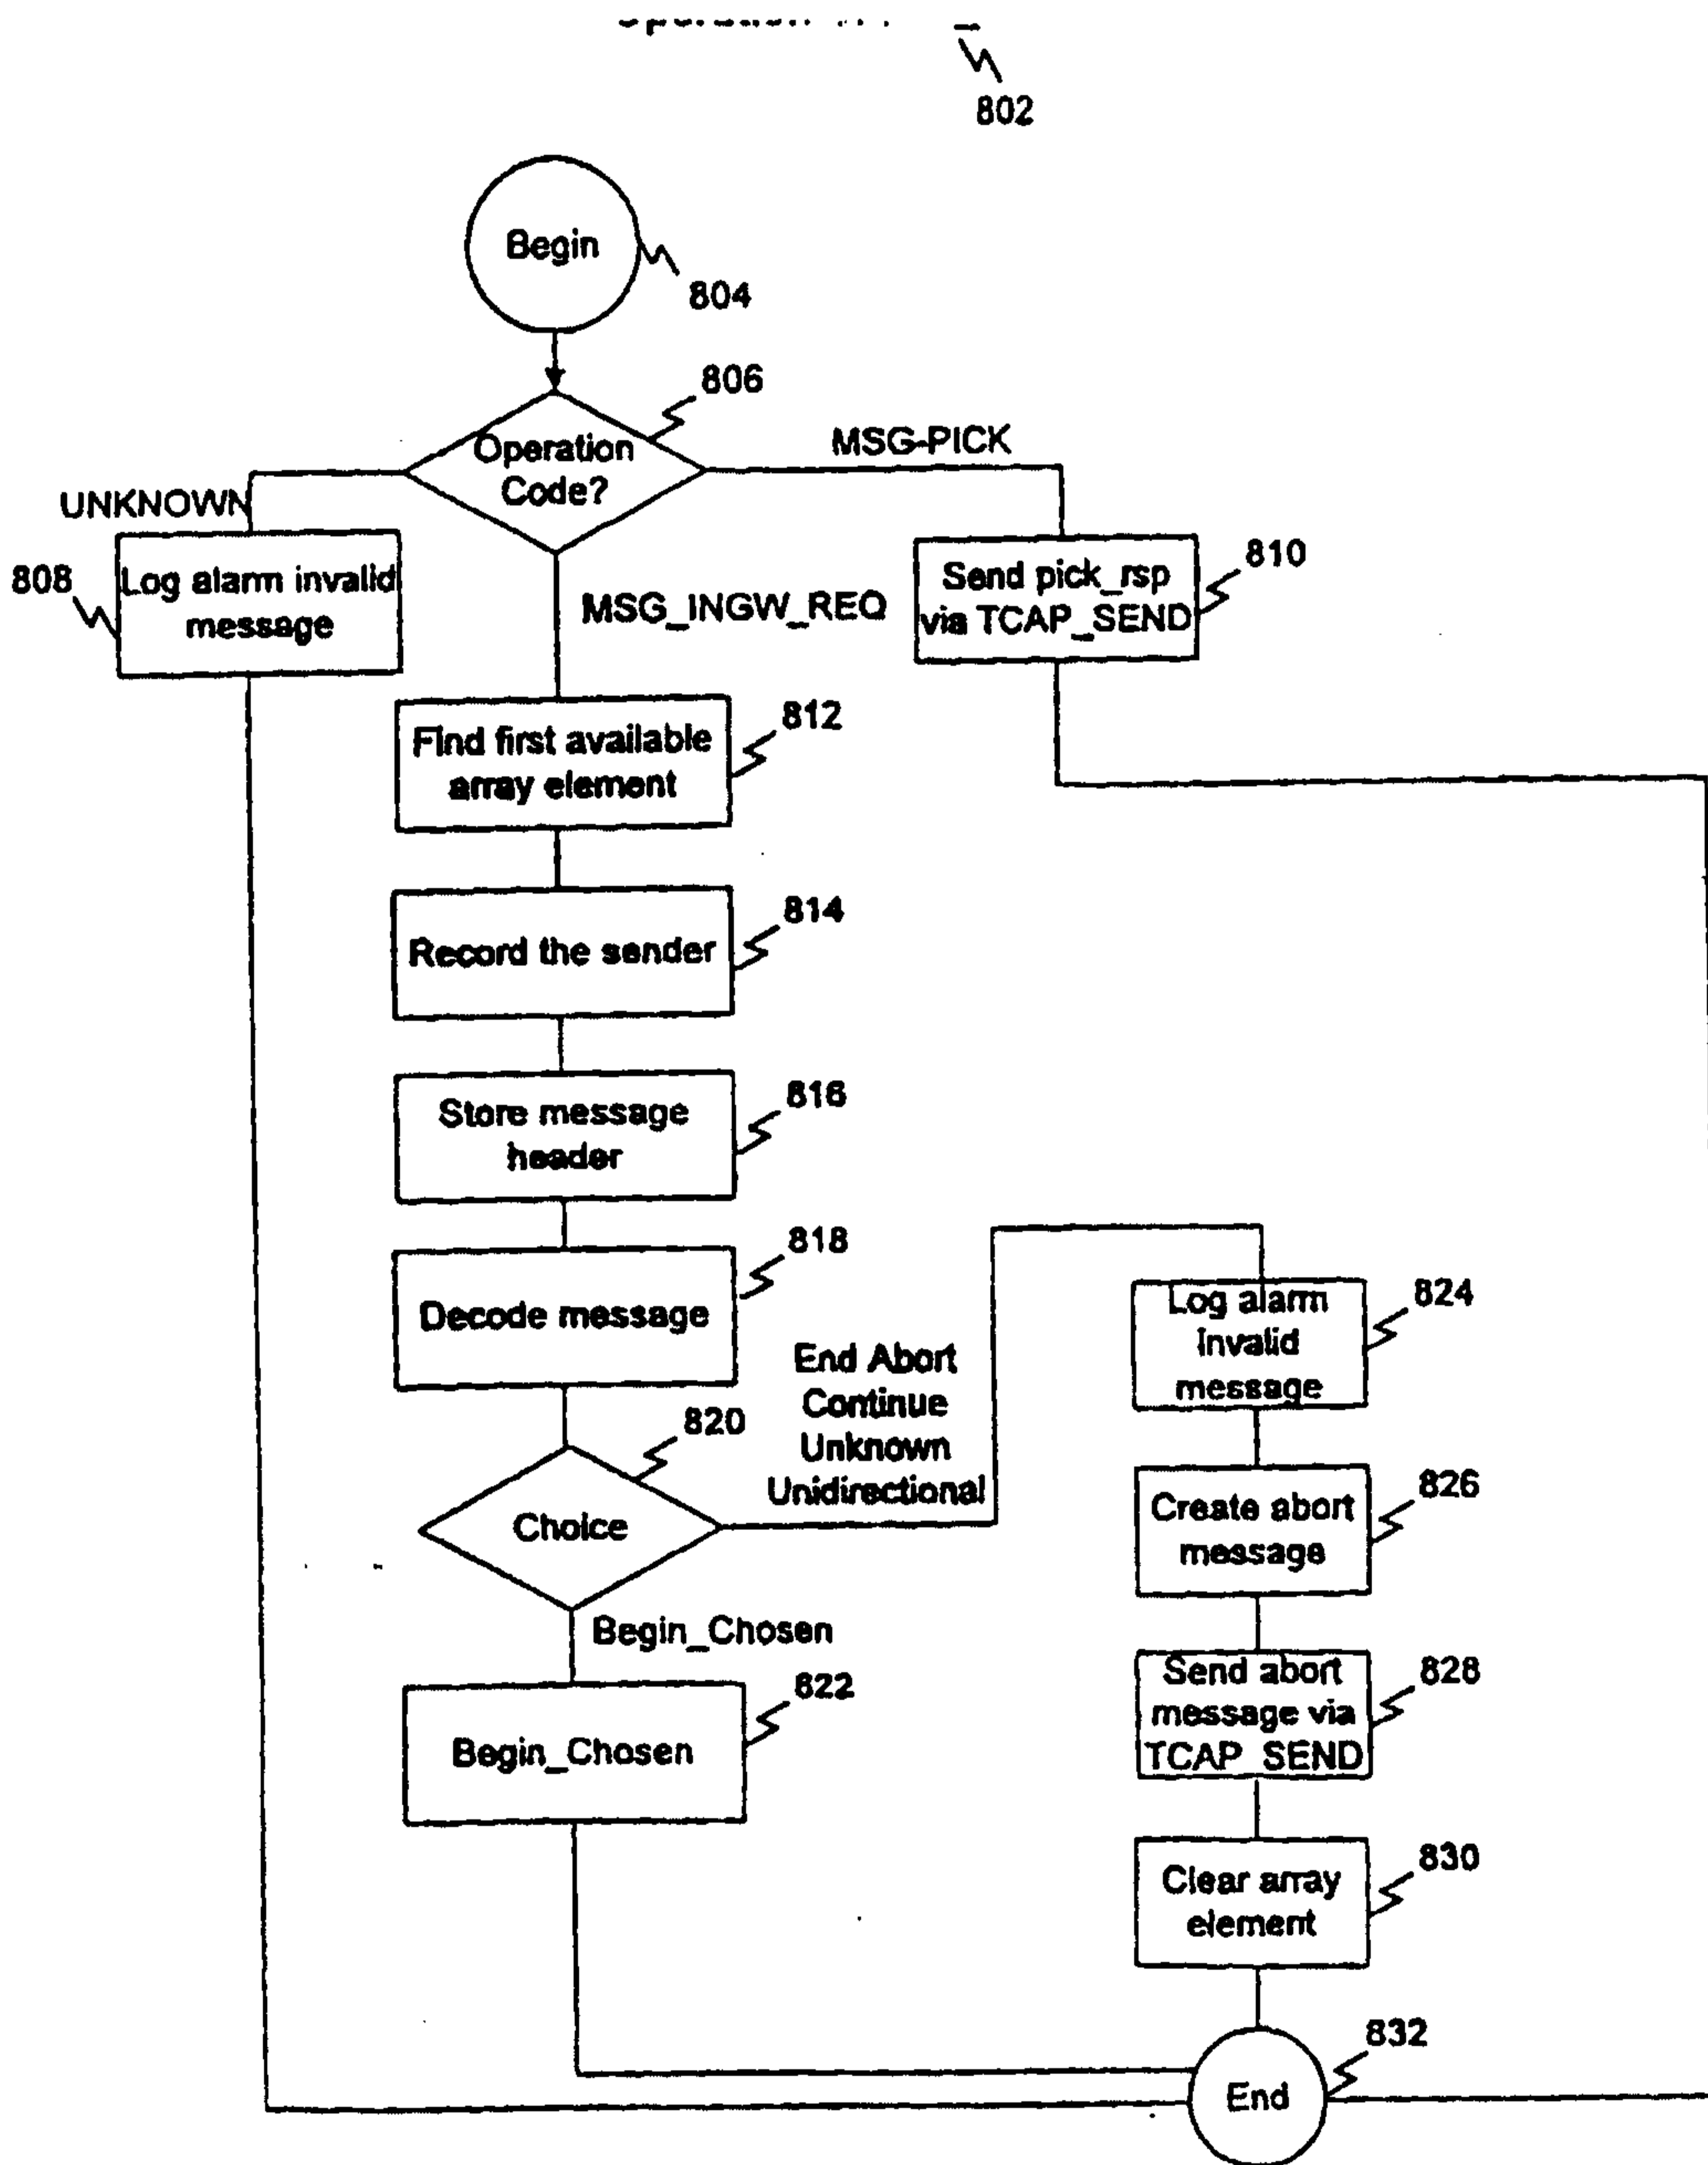 802
Begin
804
806
Operation
Code?
MSG-PICK
UNKNOWN
808
Log alarm invalid
message
MSG_INGW_REQ
Send pick_rsp
via TCAP_SEND
810
Find first available
array element
812
Record the sender
814
Store message
header
816
Decode message
818
820
Choice
End Abort
Continue
Unknown
Unidirectional
Log alarm
Invalid
message
824
Create abort
message
826
Begin_Chosen
Begin_Chosen
822
Send abort
message via
TCAP_SEND
828
Clear array
element
830
832
End